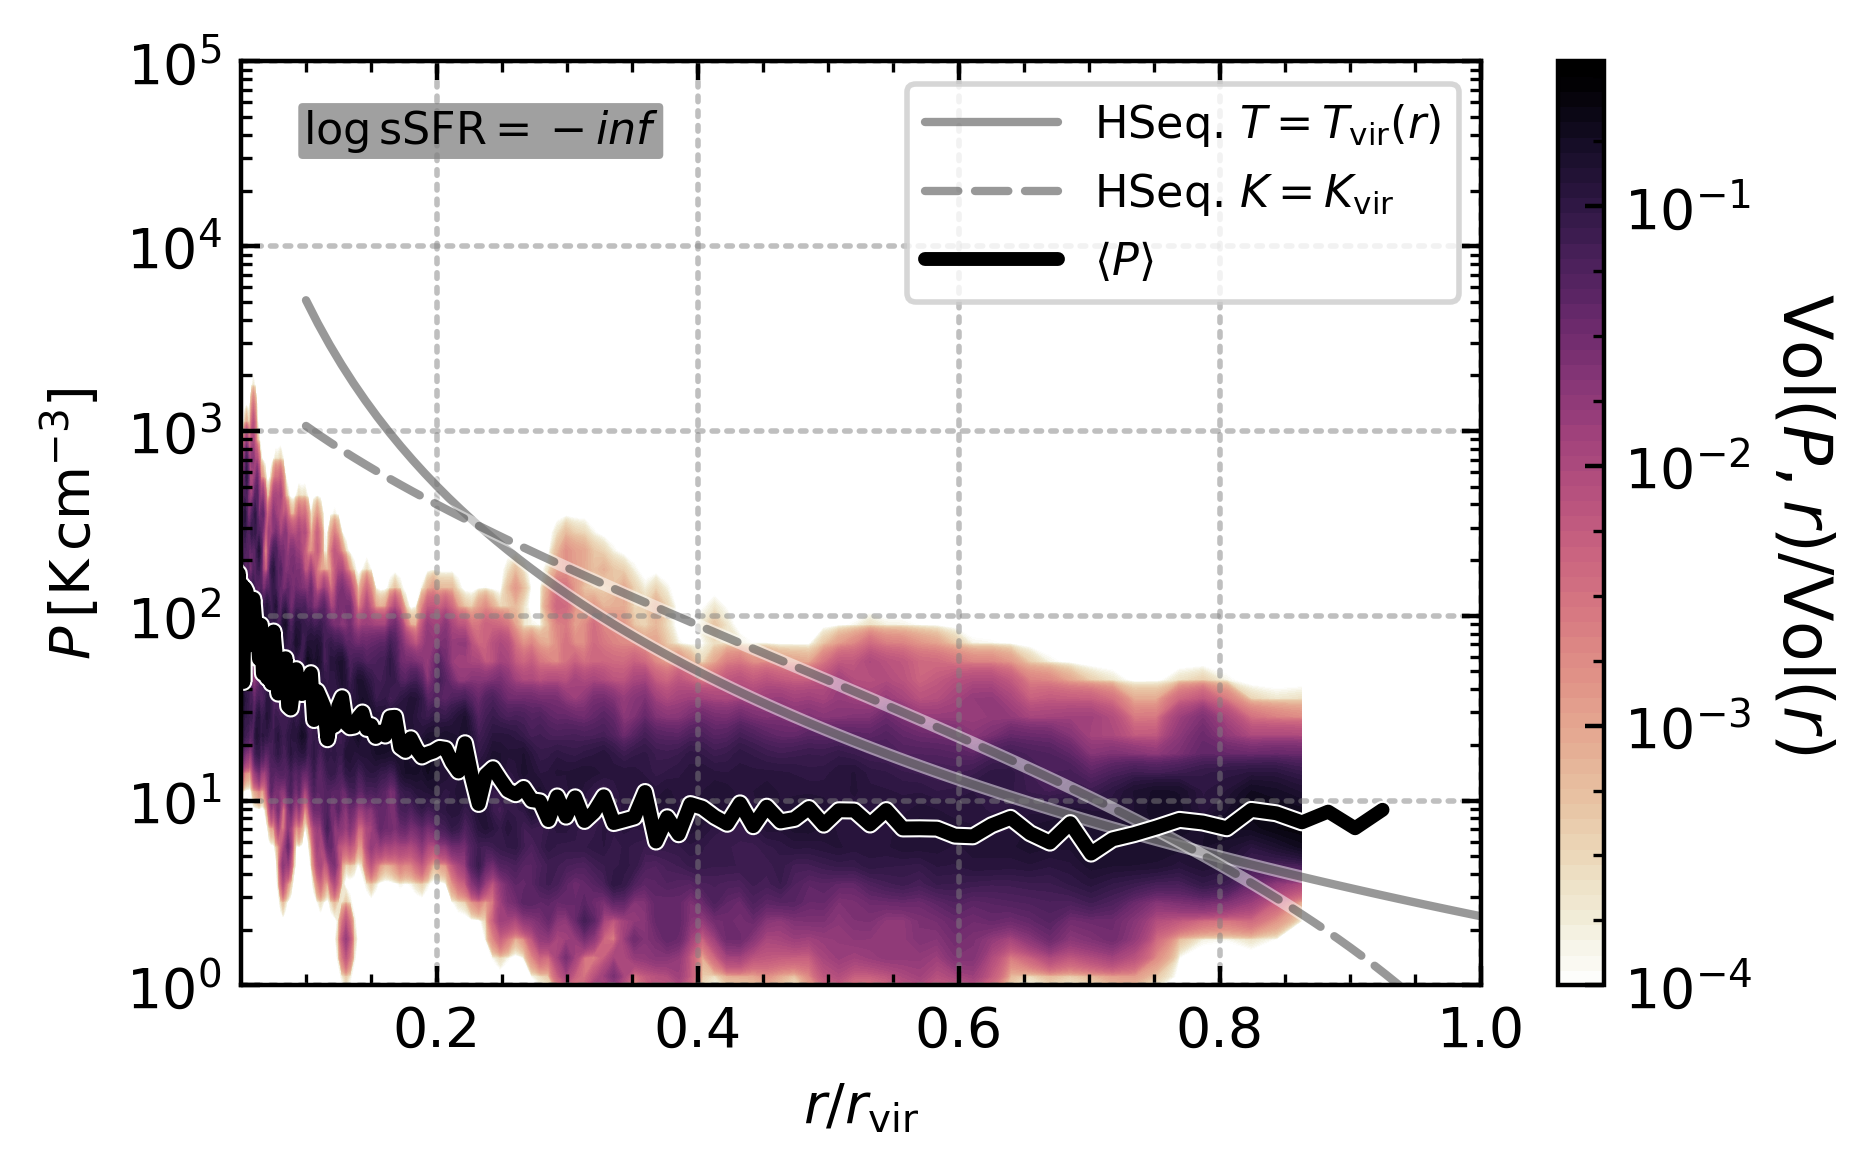 log sSFR = −inf
HSeq. T = T_vir(r)
HSeq. K = K_vir
⟨P⟩
10^5
10^4
10^3
10^2
10^1
10^0
P [K cm^−3]
0.2 0.4 0.6 0.8 1.0
r/r_vir
10^−1
10^−2
10^−3
10^−4
Vol(P, r)/Vol(r)